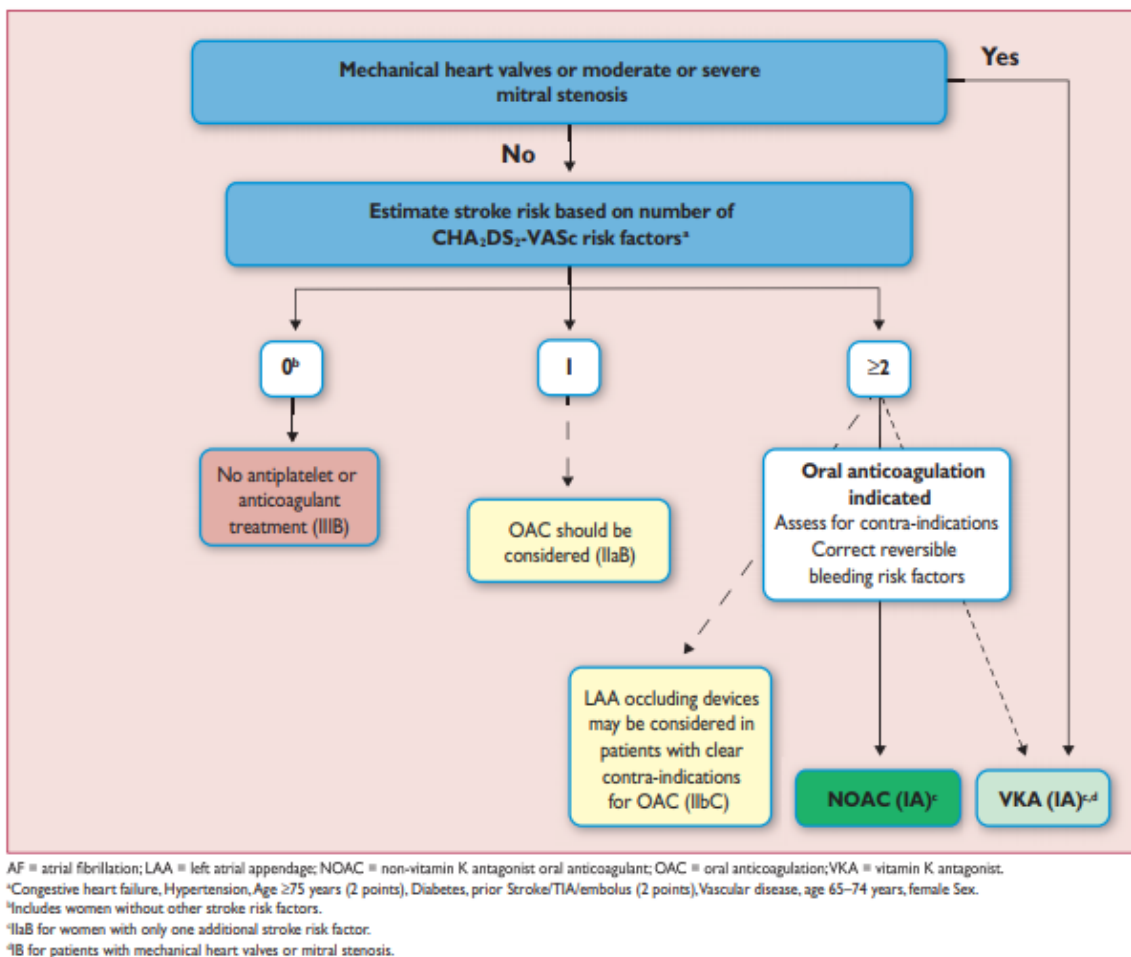 Mechanical heart valves or moderate or severe
mitral stenosis
Yes
No
Estimate stroke risk based on number of
CHA₂DS₂-VASc risk factorsᵃ
0ᵇ
1
≥2
No antiplatelet or
anticoagulant
treatment (IIIB)
OAC should be
considered (IIaB)
Oral anticoagulation
indicated
Assess for contra-indications
Correct reversible
bleeding risk factors
LAA occluding devices
may be considered in
patients with clear
contra-indications
for OAC (IIbC)
NOAC (IA)ᶜ
VKA (IA)ᶜ,ᵈ
AF = atrial fibrillation; LAA = left atrial appendage; NOAC = non-vitamin K antagonist oral anticoagulant; OAC = oral anticoagulation; VKA = vitamin K antagonist.
ᵃCongestive heart failure, Hypertension, Age ≥75 years (2 points), Diabetes, prior Stroke/TIA/embolus (2 points), Vascular disease, age 65–74 years, female Sex.
ᵇIncludes women without other stroke risk factors.
ᶜIIaB for women with only one additional stroke risk factor.
ᵈIB for patients with mechanical heart valves or mitral stenosis.